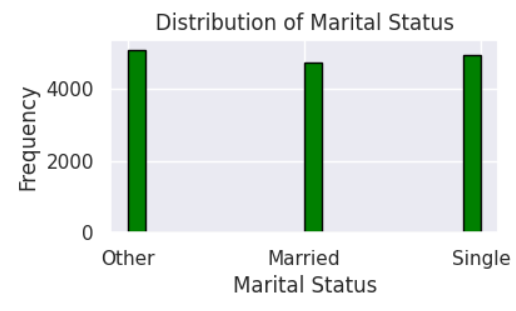 Distribution of Marital Status
Frequency
4000
2000
0
Other Married Single
Marital Status